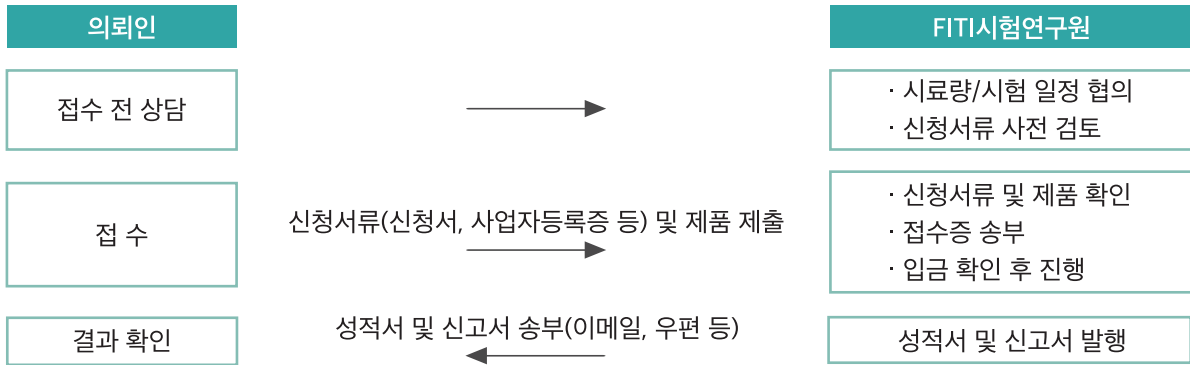 의뢰인
FITI시험연구원
접수 전 상담
· 시료량/시험 일정 협의
· 신청서류 사전 검토
접 수
신청서류(신청서, 사업자등록증 등) 및 제품 제출
· 신청서류 및 제품 확인
· 접수증 송부
· 입금 확인 후 진행
결과 확인
성적서 및 신고서 송부(이메일, 우편 등)
성적서 및 신고서 발행